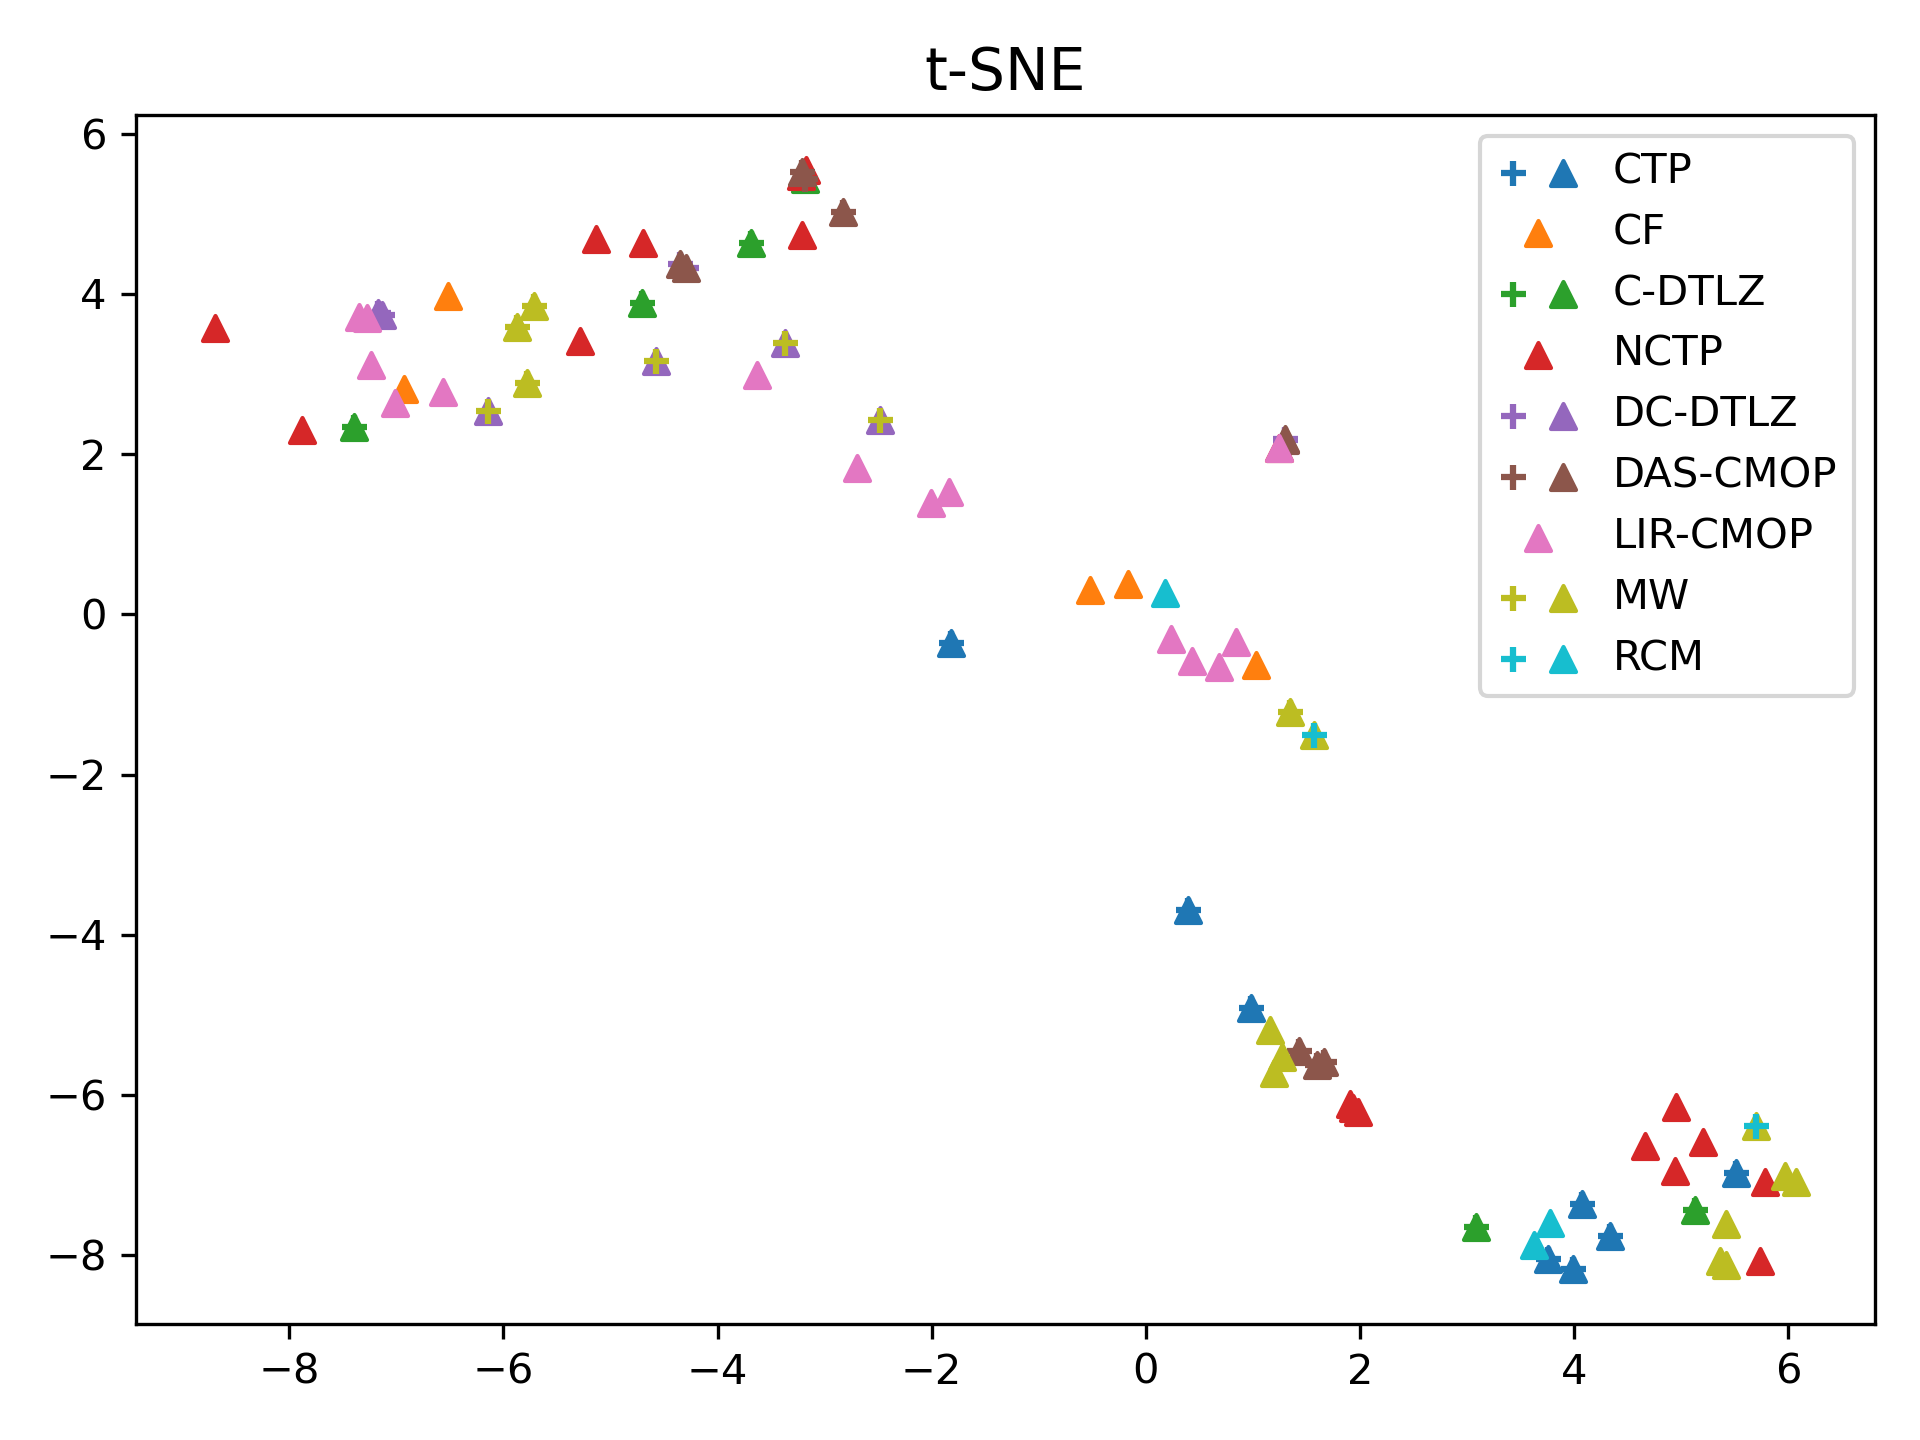 t-SNE
6
4
2
0
−2
−4
−6
−8
−8 −6 −4 −2 0 2 4 6
CTP
CF
C-DTLZ
NCTP
DC-DTLZ
DAS-CMOP
LIR-CMOP
MW
RCM